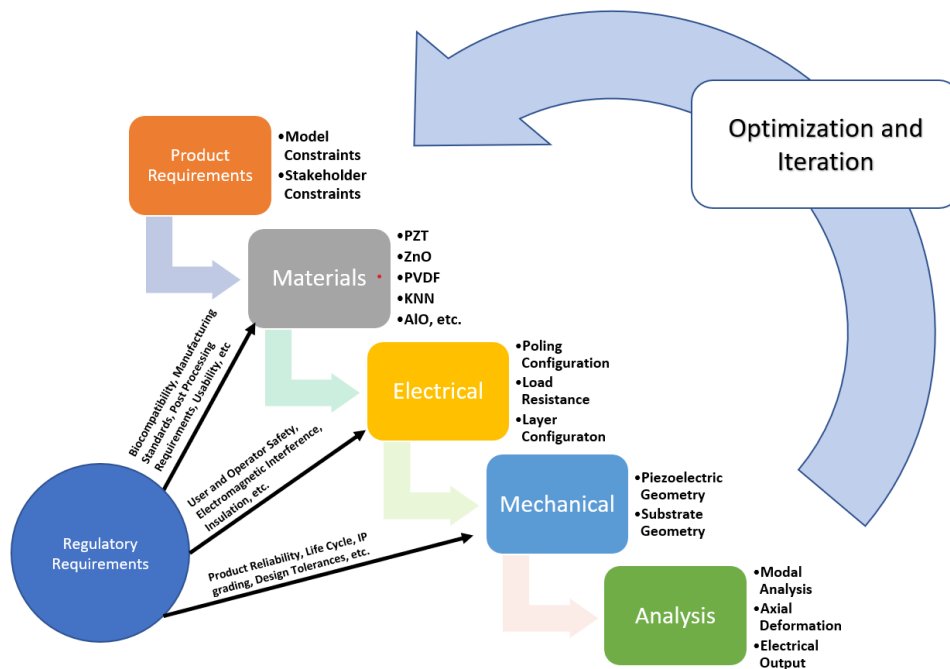 Optimization and
Iteration
Product
Requirements
•Model
Constraints
•Stakeholder
Constraints
Materials
•PZT
•ZnO
•PVDF
•KNN
•AlO, etc.
Biocompatibility, Manufacturing
Standards, Post Processing
Requirements, Usability, etc
Electrical
•Poling
Configuration
•Load
Resistance
•Layer
Configuraton
User and Operator Safety,
Electromagnetic Interference,
Insulation, etc.
Mechanical
•Piezoelectric
Geometry
•Substrate
Geometry
Regulatory
Requirements
Product Reliability, Life Cycle, IP
grading, Design Tolerances, etc.
Analysis
•Modal
Analysis
•Axial
Deformation
•Electrical
Output